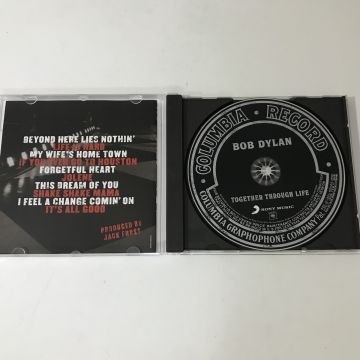 BEYOND HERE LIES NOTHIN'
LIFE IS HARD
MY WIFE'S HOME TOWN
IF YOU EVER GO TO HOUSTON
FORGETFUL HEART
JOLENE
THIS DREAM OF YOU
SHAKE SHAKE MAMA
I FEEL A CHANGE COMIN' ON
IT'S ALL GOOD
PRODUCED BY
JACK FROST
COLUMBIA RECORD
BOB DYLAN
TOGETHER THROUGH LIFE
SONY MUSIC
COLUMBIA GRAPHOPHONE COMPANY